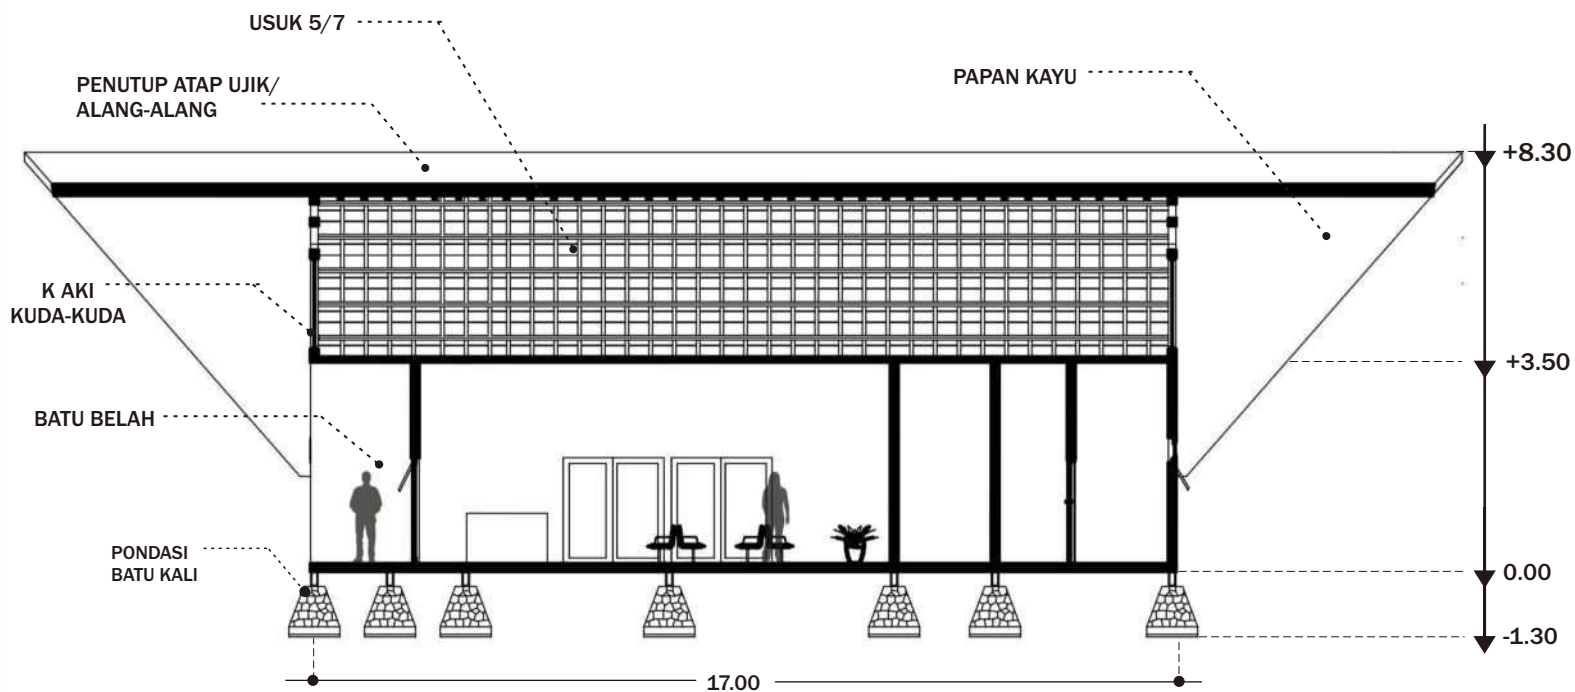 USUK 5/7
PENUTUP ATAP UJIK/
ALANG-ALANG
PAPAN KAYU
+8.30
K AKI
KUDA-KUDA
+3.50
BATU BELAH
PONDASI
BATU KALI
0.00
-1.30
17.00